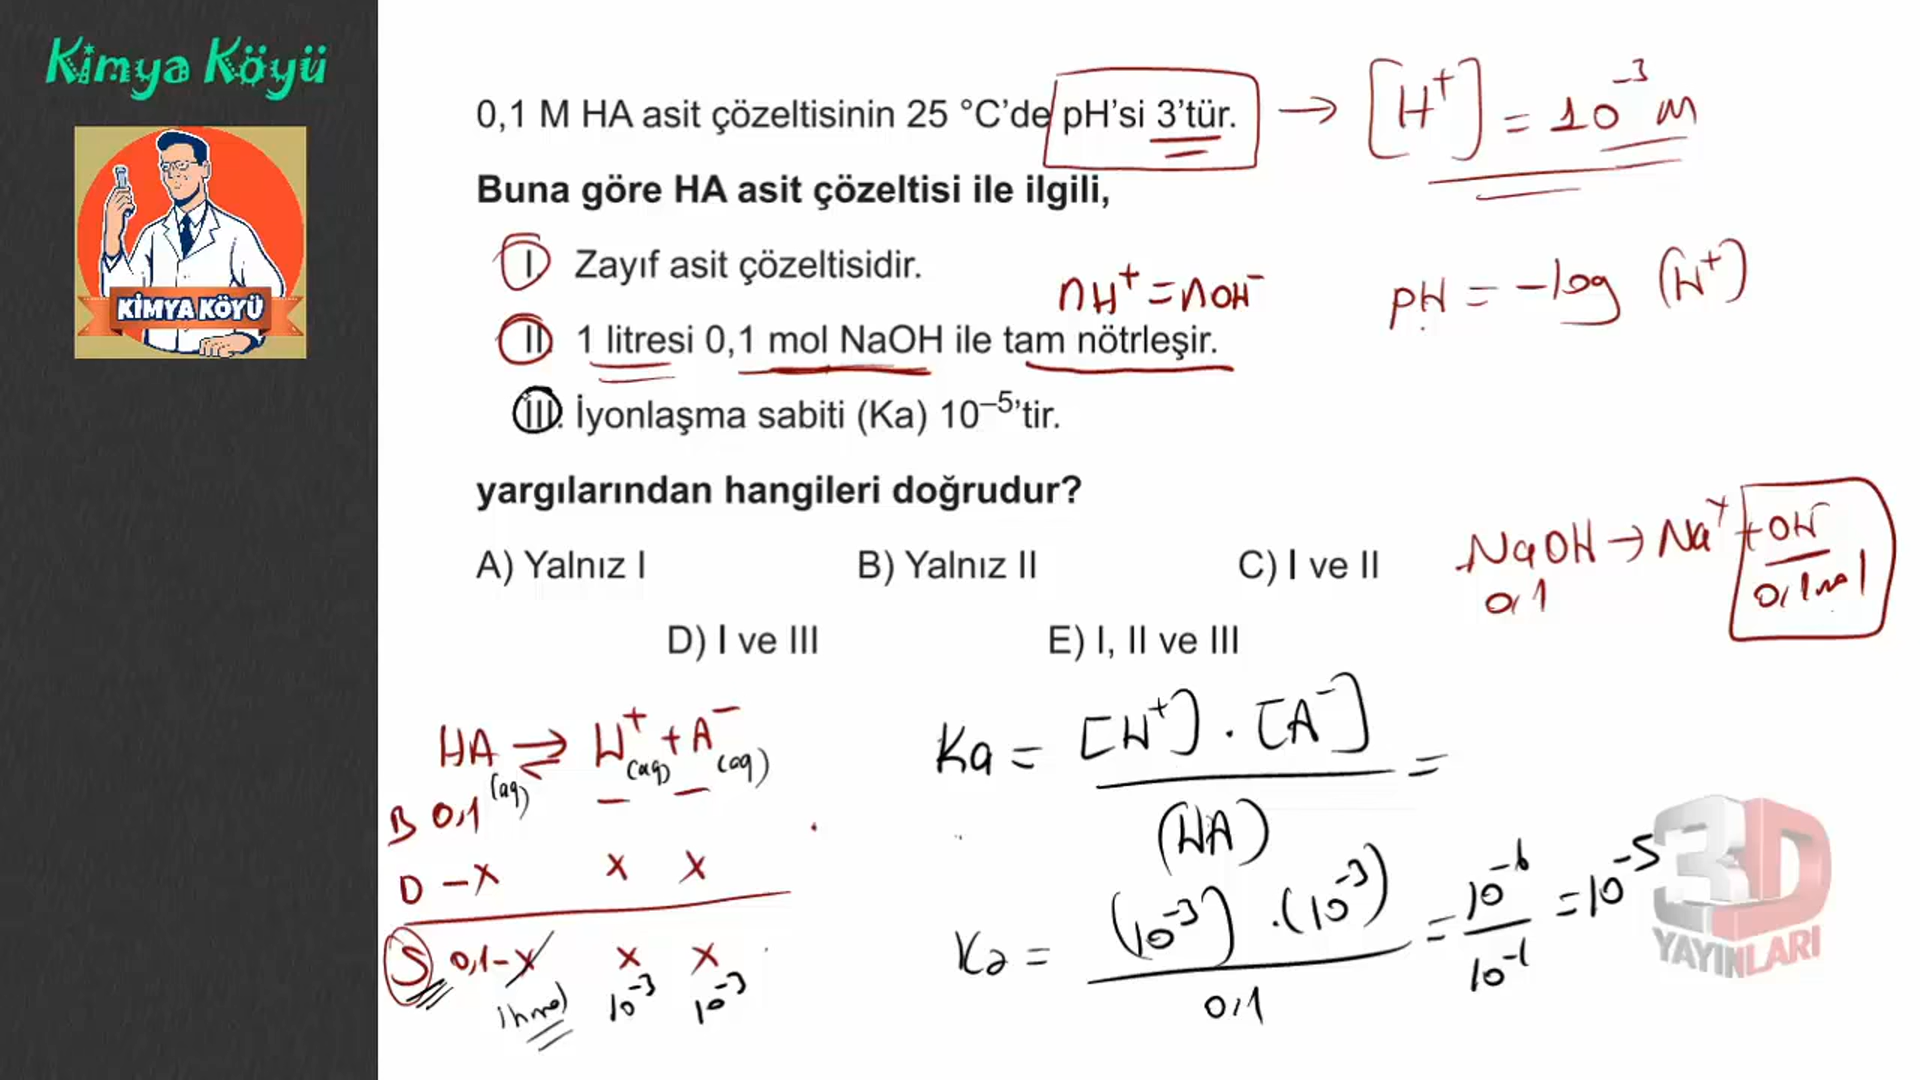 Kimya Köyü
KİMYA KÖYÜ
0,1 M HA asit çözeltisinin 25 °C'de pH'si 3'tür. → [H⁺] = 10⁻³ M
Buna göre HA asit çözeltisi ile ilgili,
I Zayıf asit çözeltisidir.
nH⁺ = nOH⁻
pH = -log (H⁺)
II 1 litresi 0,1 mol NaOH ile tam nötrleşir.
III. İyonlaşma sabiti (Ka) 10⁻⁵'tir.
yargılarından hangileri doğrudur?
A) Yalnız I B) Yalnız II C) I ve II
D) I ve III E) I, II ve III
NaOH → Na⁺ + OH⁻
0,1 0,1 mol
HA ⇌ H⁺ + A⁻
(aq) (aq) (aq)
B 0,1 – –
D -x x x
S 0,1-x x x
ihmal 10⁻³ 10⁻³
Ka = [H⁺] . [A⁻] =
(HA)
Ka = (10⁻³) . (10⁻³) = 10⁻⁶ = 10⁻⁵
0,1 10⁻¹
3D
YAYINLARI